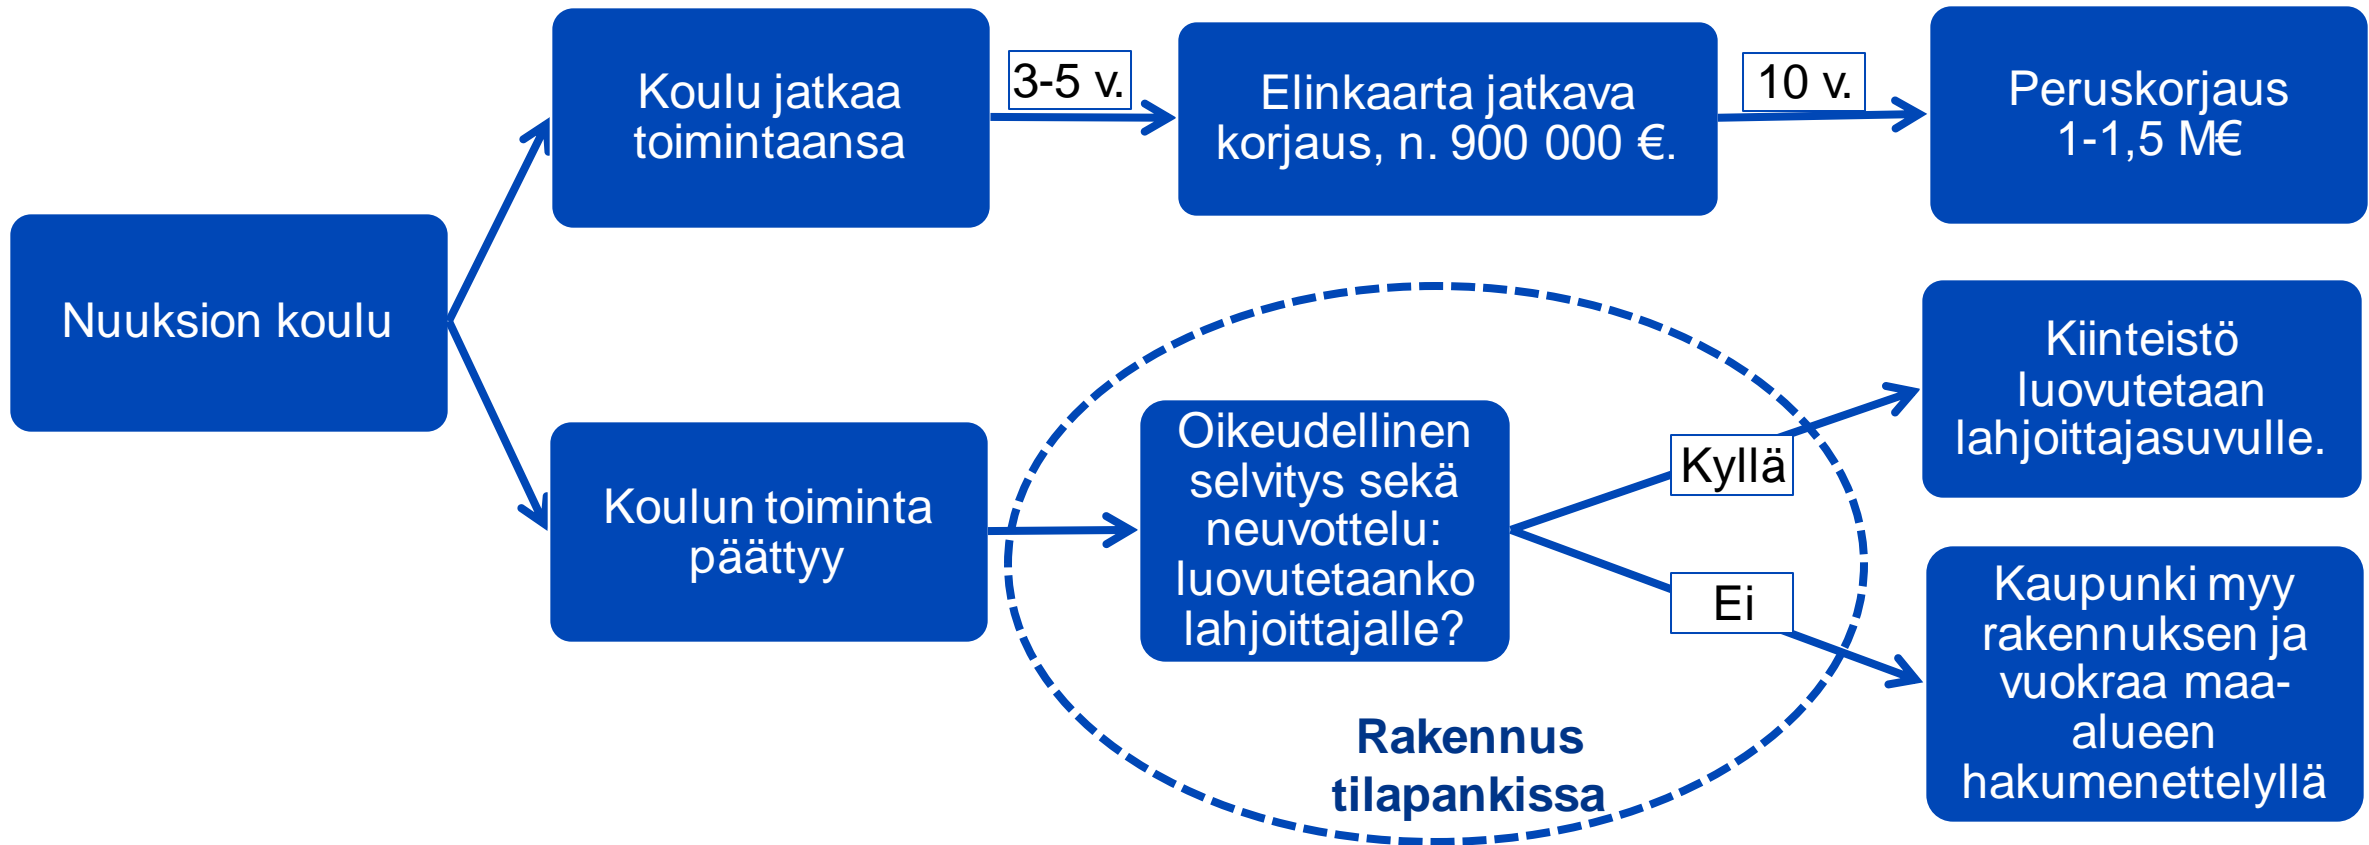 Nuuksion koulu
Koulu jatkaa
toimintaansa
3-5 v.
Elinkaarta jatkava
korjaus, n. 900 000 €.
10 v.
Peruskorjaus
1-1,5 M€
Koulun toiminta
päättyy
Oikeudellinen
selvitys sekä
neuvottelu:
luovutetaanko
lahjoittajalle?
Rakennus
tilapankissa
Kyllä
Kiinteistö
luovutetaan
lahjoittajasuvulle.
Ei
Kaupunki myy
rakennuksen ja
vuokraa maa-
alueen
hakumenettelyllä